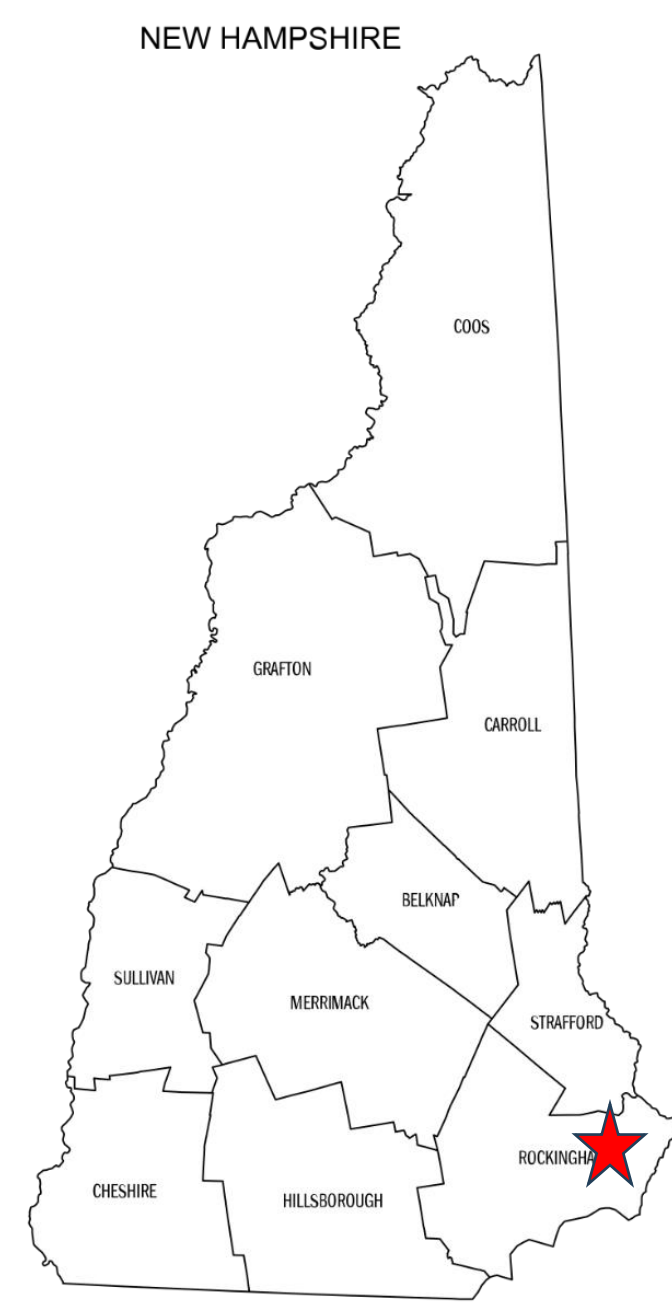 NEW HAMPSHIRE
COOS
GRAFTON
CARROLL
BELKNAP
SULLIVAN
MERRIMACK
STRAFFORD
ROCKINGHA
CHESHIRE
HILLSBOROUGH